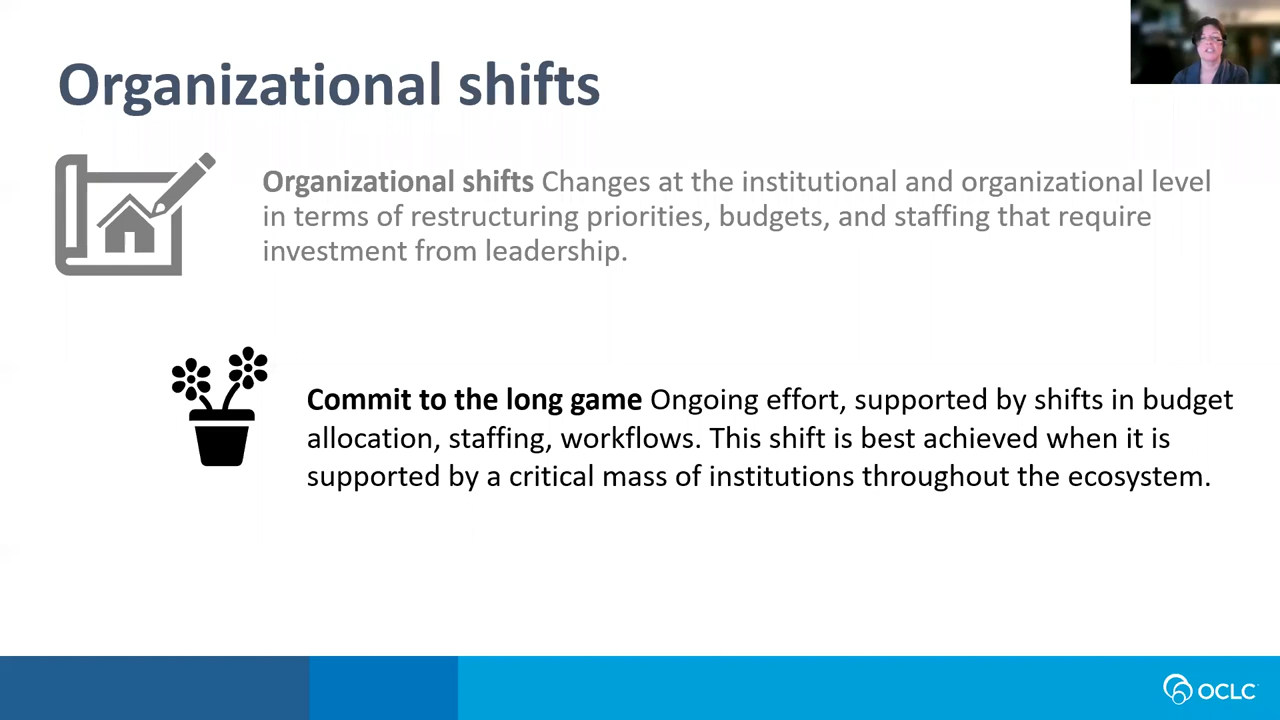 Organizational shifts
Organizational shifts Changes at the institutional and organizational level
in terms of restructuring priorities, budgets, and staffing that require
investment from leadership.
Commit to the long game Ongoing effort, supported by shifts in budget
allocation, staffing, workflows. This shift is best achieved when it is
supported by a critical mass of institutions throughout the ecosystem.
OCLC